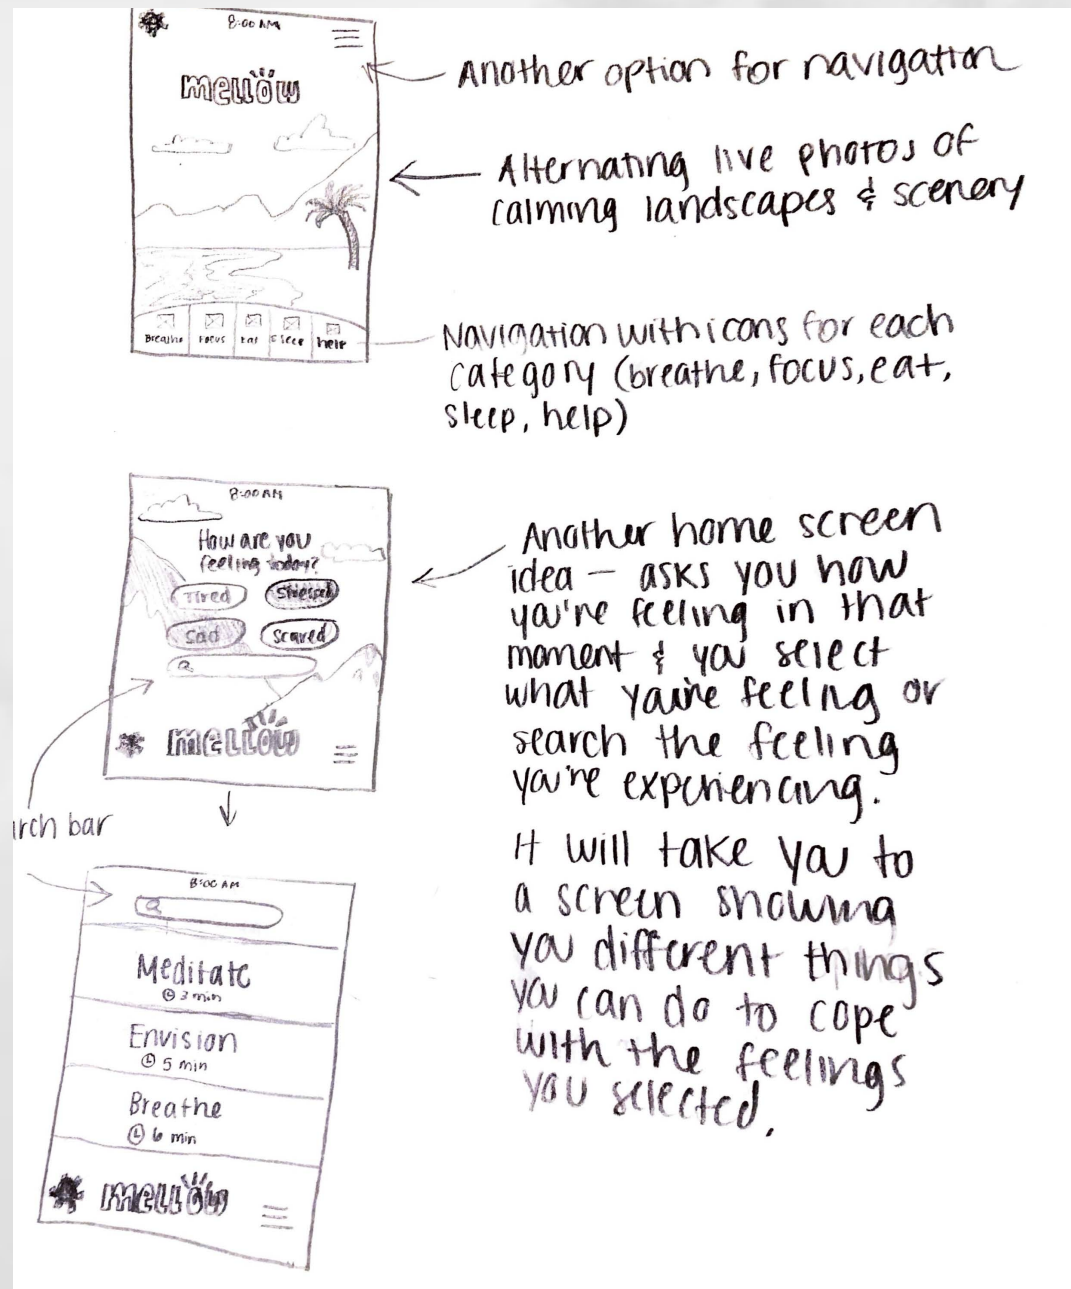 8:00 AM
mellow
Another option for navigation
Alternating live photos of
calming landscapes & scenery
Breathe Focus Eat Sleep help
Navigation with icons for each
category (breathe, focus, eat,
sleep, help)
8:00 AM
How are you
feeling today?
Tired Stressed
Sad Scared
mellow
Another home screen
idea — asks you how
you're feeling in that
moment & you select
what you're feeling or
search the feeling
you're experiencing.
It will take you to
a screen showing
you different things
you can do to cope
with the feelings
you selected.
rch bar
8:00 AM
Meditate
3 min
Envision
5 min
Breathe
6 min
mellow